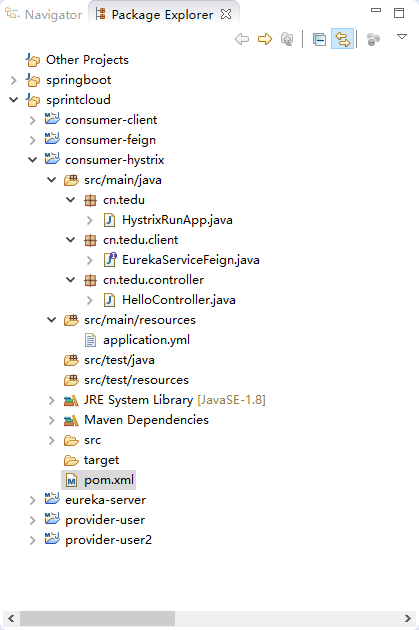 Navigator Package Explorer
Other Projects
springboot
sprintcloud
consumer-client
consumer-feign
consumer-hystrix
src/main/java
cn.tedu
HystrixRunApp.java
cn.tedu.client
EurekaServiceFeign.java
cn.tedu.controller
HelloController.java
src/main/resources
application.yml
src/test/java
src/test/resources
JRE System Library [JavaSE-1.8]
Maven Dependencies
src
target
pom.xml
eureka-server
provider-user
provider-user2